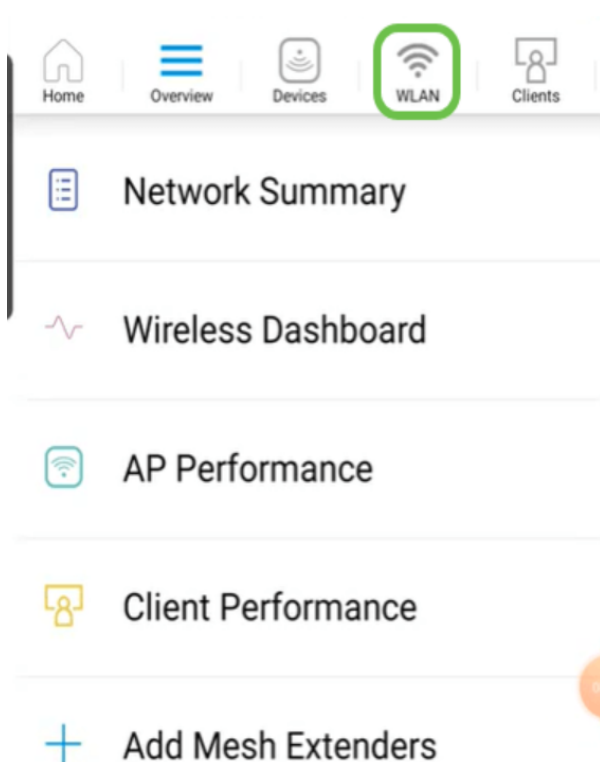 Home Overview Devices WLAN Clients
Network Summary
Wireless Dashboard
AP Performance
Client Performance
Add Mesh Extenders